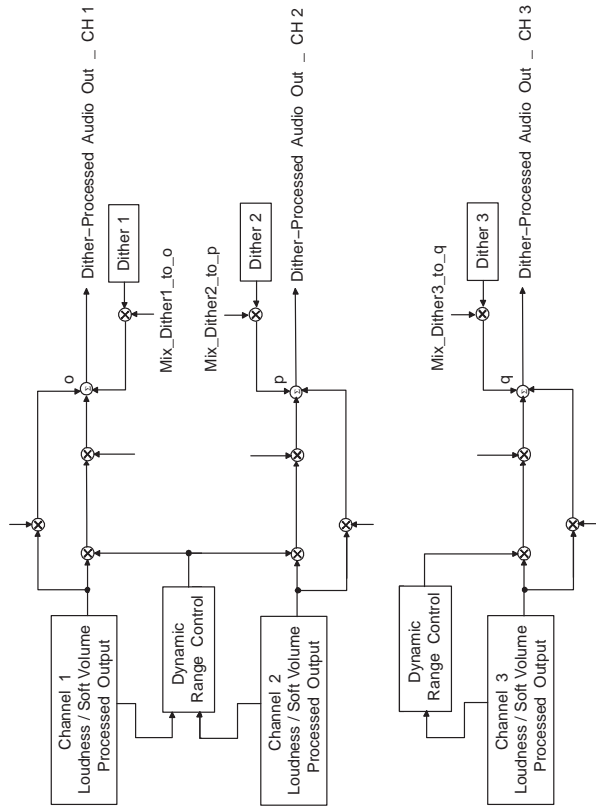 Channel 1
Loudness / Soft Volume
Processed Output
o
Dither−Processed Audio Out _ CH 1
Σ
Dither 1
Mix_Dither1_to_o
Dynamic
Range Control
Dither 2
Mix_Dither2_to_p
Channel 2
Loudness / Soft Volume
Processed Output
p
Σ
Dither−Processed Audio Out _ CH 2
Dynamic
Range Control
Dither 3
Mix_Dither3_to_q
Channel 3
Loudness / Soft Volume
Processed Output
q
Σ
Dither−Processed Audio Out _ CH 3